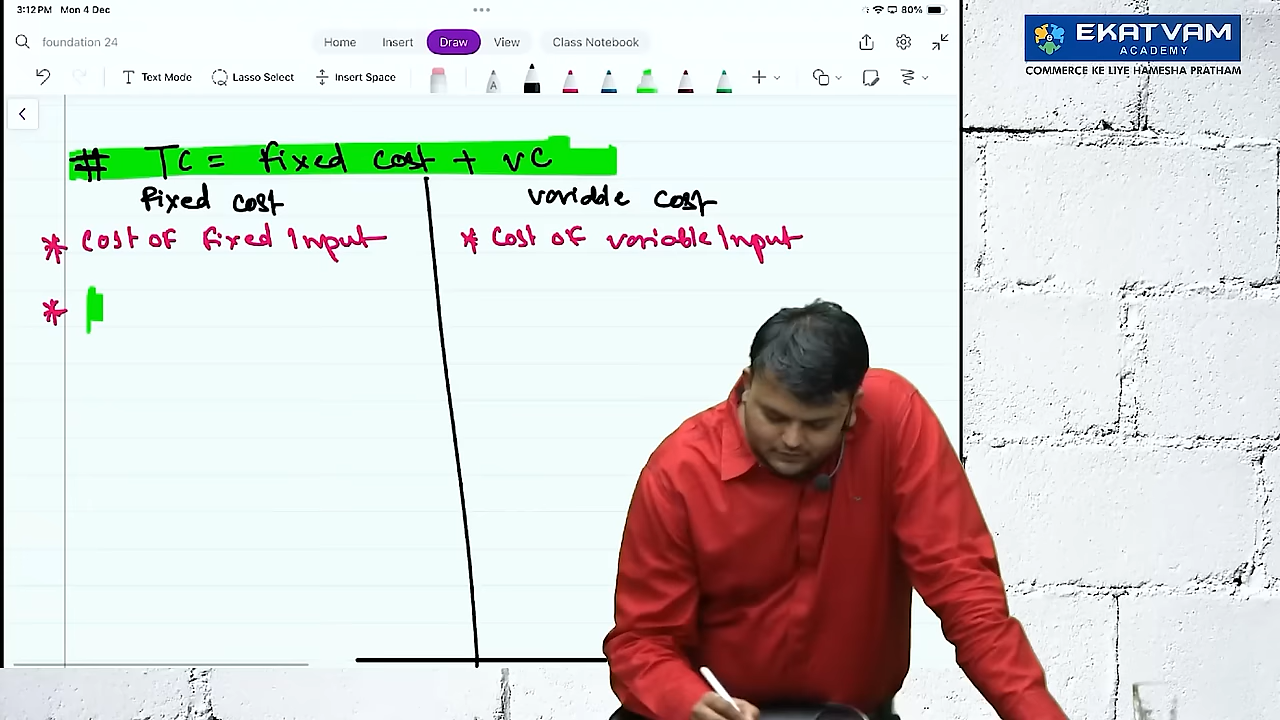 3:12 PM Mon 4 Dec
80%
foundation 24
Home Insert Draw View Class Notebook
Text Mode Lasso Select Insert Space
A
EKATVAM
ACADEMY
COMMERCE KE LIYE HAMESHA PRATHAM
# TC = fixed cost + VC
fixed cost
variable cost
* Cost of fixed Input
* Cost of variable Input
*